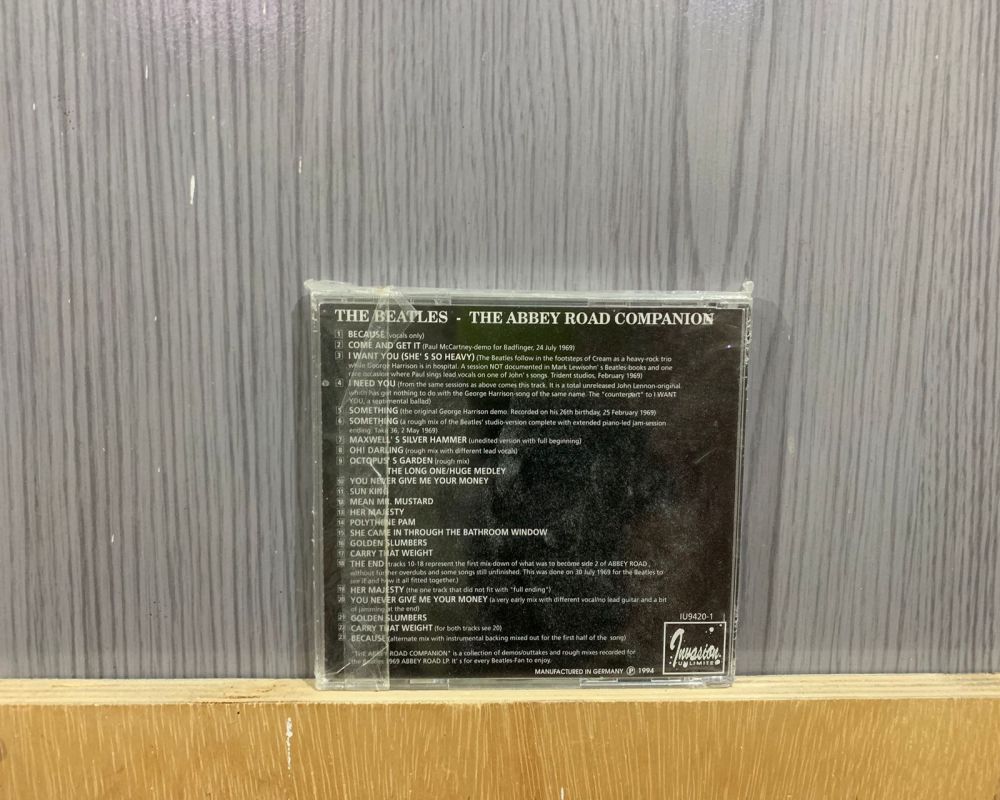 THE BEATLES - THE ABBEY ROAD COMPANION
1 BECAUSE (vocals only)
2 COME AND GET IT (Paul McCartney-demo for Badfinger, 24 July 1969)
3 I WANT YOU (SHE' S SO HEAVY) (The Beatles follow in the footsteps of Cream as a heavy-rock trio
while George Harrison is in hospital. A session NOT documented in Mark Lewisohn' s Beatles-books and one
rare occasion where Paul sings lead vocals on one of John' s songs. Trident studios, February 1969)
4 I NEED YOU (from the same sessions as above comes this track. It is a total unreleased John Lennon-original
which has got nothing to do with the George Harrison-song of the same name. The "counterpart" to I WANT
YOU, a sentimental ballad)
5 SOMETHING (the original George Harrison demo. Recorded on his 26th birthday, 25 February 1969)
6 SOMETHING (a rough mix of the Beatles' studio-version complete with extended piano-led jam-session
ending. Take 36, 2 May 1969)
7 MAXWELL' S SILVER HAMMER (unedited version with full beginning)
8 OH! DARLING (rough mix with different lead vocals)
9 OCTOPUS' S GARDEN (rough mix)
THE LONG ONE/HUGE MEDLEY
10 YOU NEVER GIVE ME YOUR MONEY
11 SUN KING
12 MEAN MR. MUSTARD
13 HER MAJESTY
14 POLYTHENE PAM
15 SHE CAME IN THROUGH THE BATHROOM WINDOW
16 GOLDEN SLUMBERS
17 CARRY THAT WEIGHT
18 THE END (tracks 10-18 represent the first mix-down of what was to become side 2 of ABBEY ROAD ,
without further overdubs and some songs still unfinished. This was done on 30 July 1969 for the Beatles to
see if and how it all fitted together.)
19 HER MAJESTY (the one track that did not fit with "full ending")
20 YOU NEVER GIVE ME YOUR MONEY (a very early mix with different vocal/no lead guitar and a bit
of jamming at the end)
21 GOLDEN SLUMBERS
22 CARRY THAT WEIGHT (for both tracks see 20)
23 BECAUSE (alternate mix with instrumental backing mixed out for the first half of the song)
"THE ABBEY ROAD COMPANION" is a collection of demos/outtakes and rough mixes recorded for
the Beatles 1969 ABBEY ROAD LP. It' s for every Beatles-Fan to enjoy.
MANUFACTURED IN GERMANY Ⓟ 1994
IU9420-1
Invasion
UNLIMITED